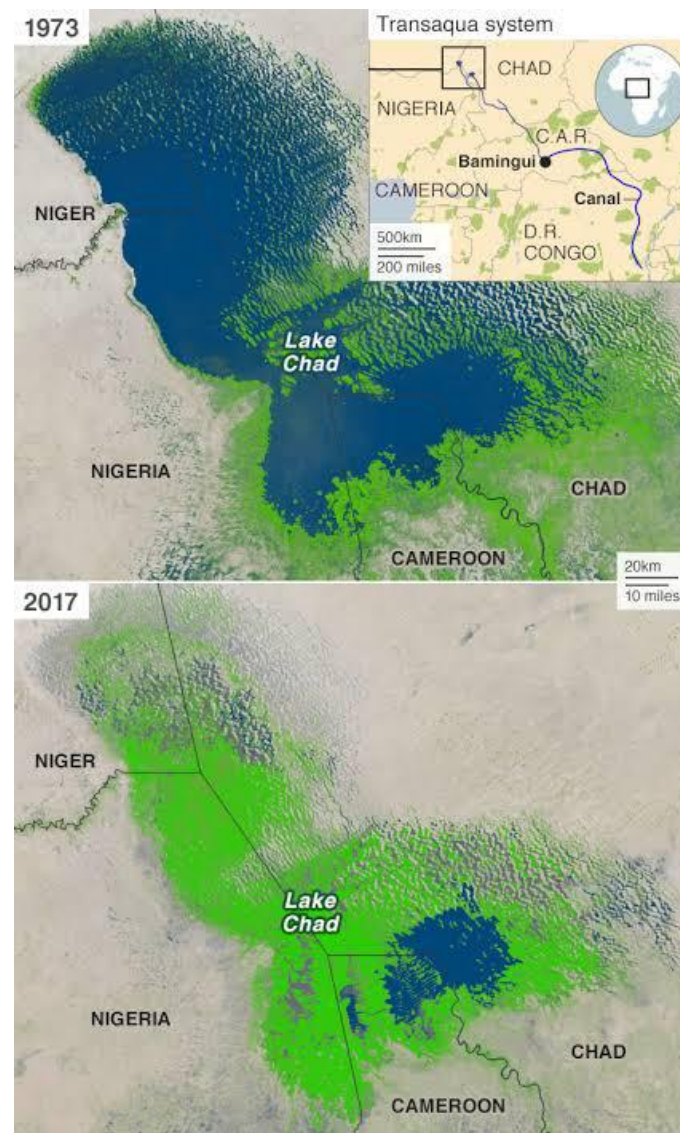 1973
Transaqua system
CHAD
NIGERIA
C.A.R.
Bamingui
CAMEROON
Canal
D.R.
CONGO
500km
200 miles
NIGER
Lake
Chad
NIGERIA
CHAD
CAMEROON
20km
10 miles
2017
NIGER
Lake
Chad
NIGERIA
CHAD
CAMEROON